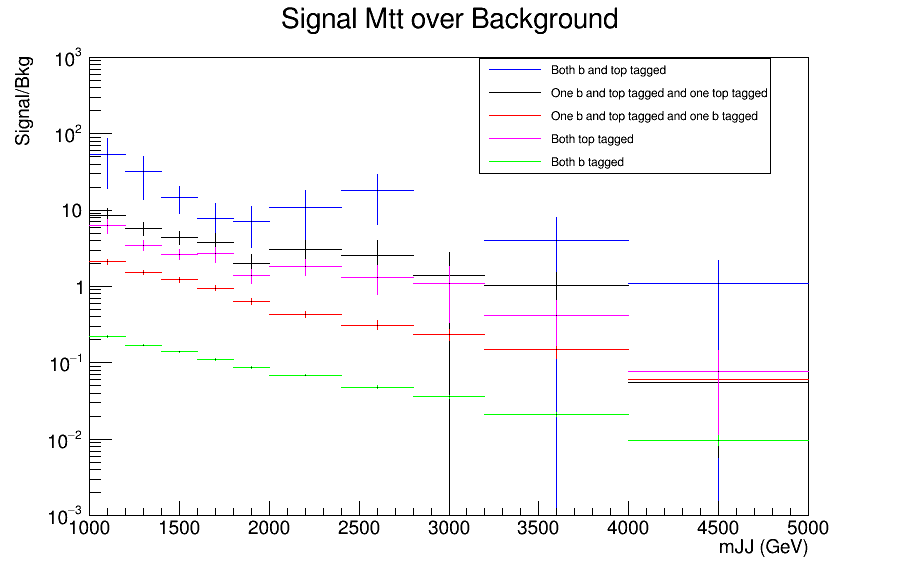 Signal Mtt over Background
Signal/Bkg
10³
10²
10
1
10⁻¹
10⁻²
10⁻³
Both b and top tagged
One b and top tagged and one top tagged
One b and top tagged and one b tagged
Both top tagged
Both b tagged
1000 1500 2000 2500 3000 3500 4000 4500 5000
mJJ (GeV)